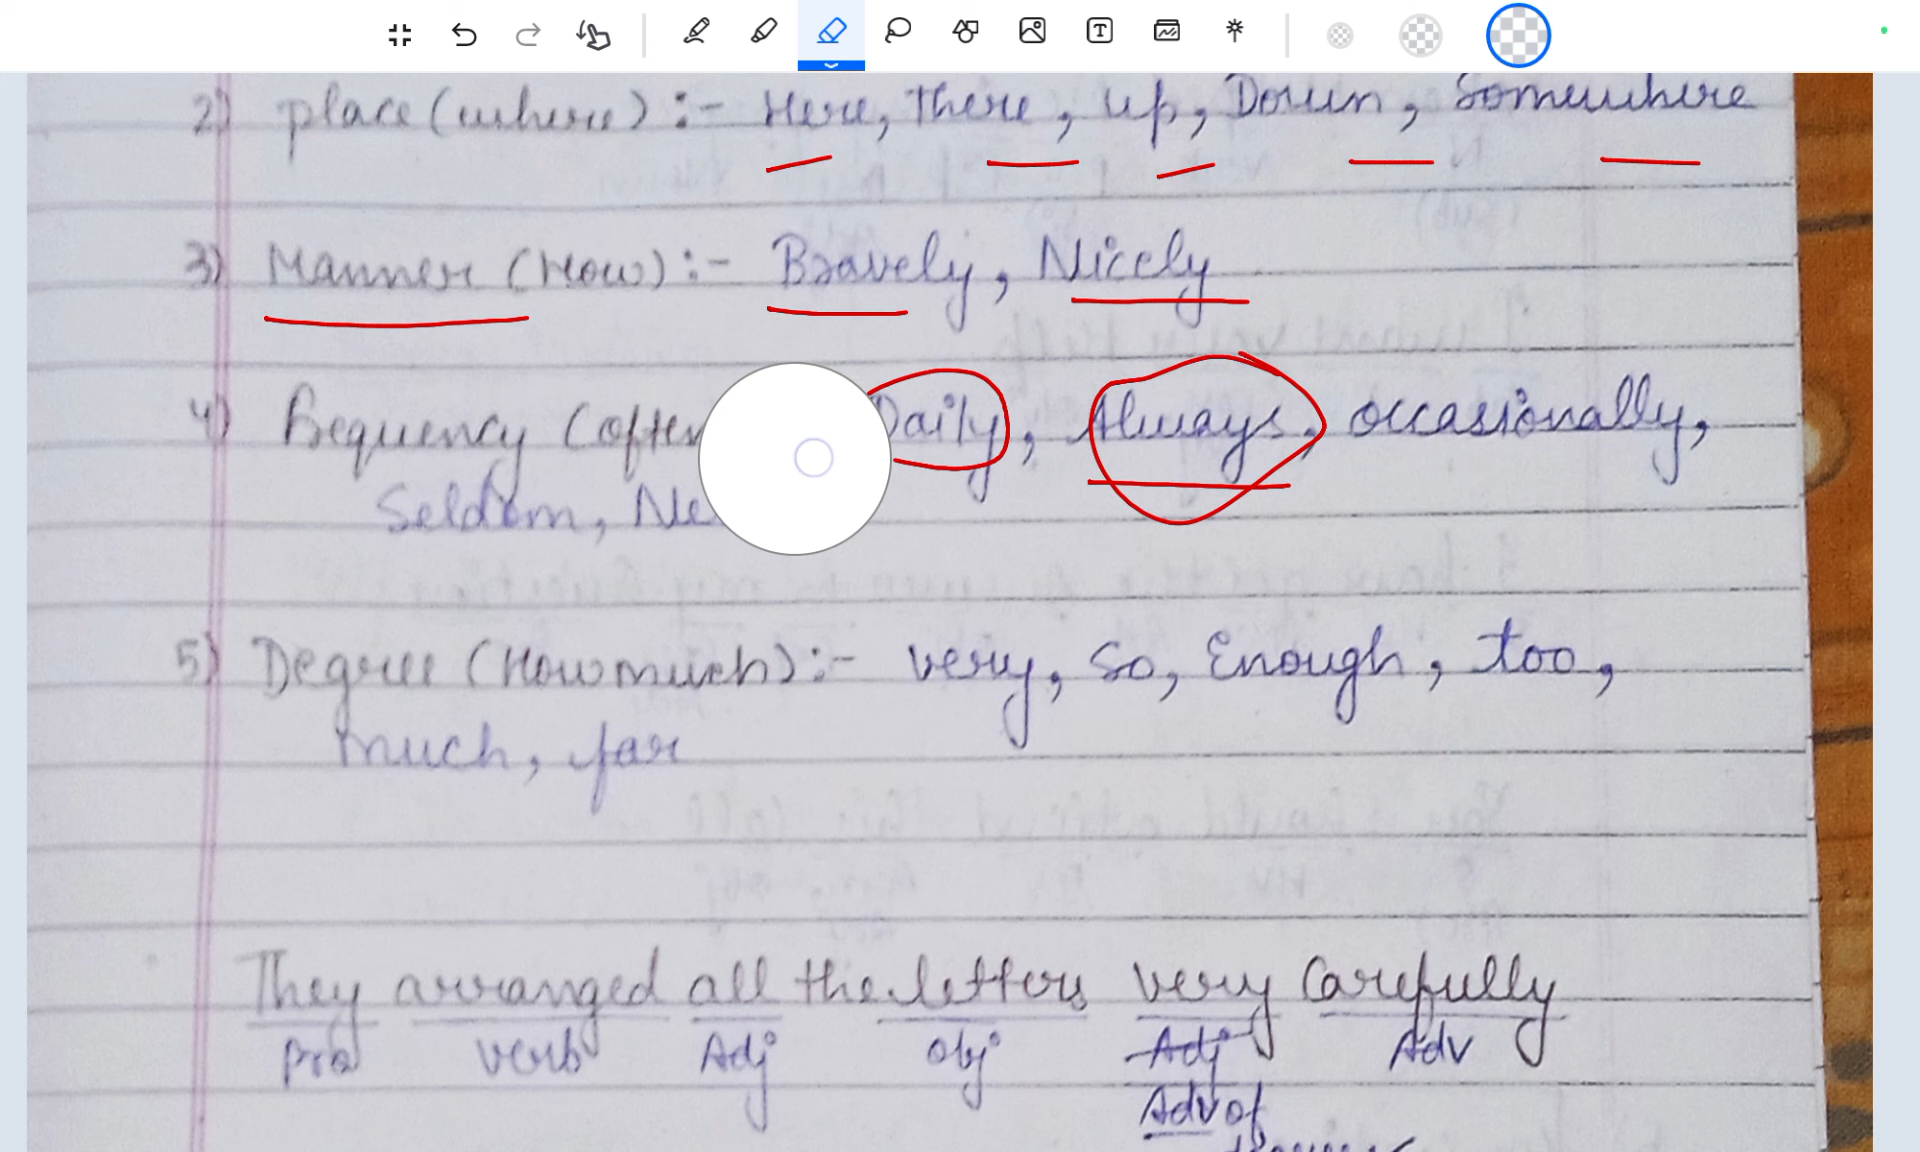 2) place (where) :- Here, There, up, Down, Somewhere
3) Manner (How) :- Bravely, Nicely
4) Frequency (often Daily, Always, occasionally,
Seldom, Ne
5) Degree (How much) :- very, so, Enough, too,
much, far
They arranged all the letters very Carefully
Pro verb Adj obj Adj Adv
Adv of